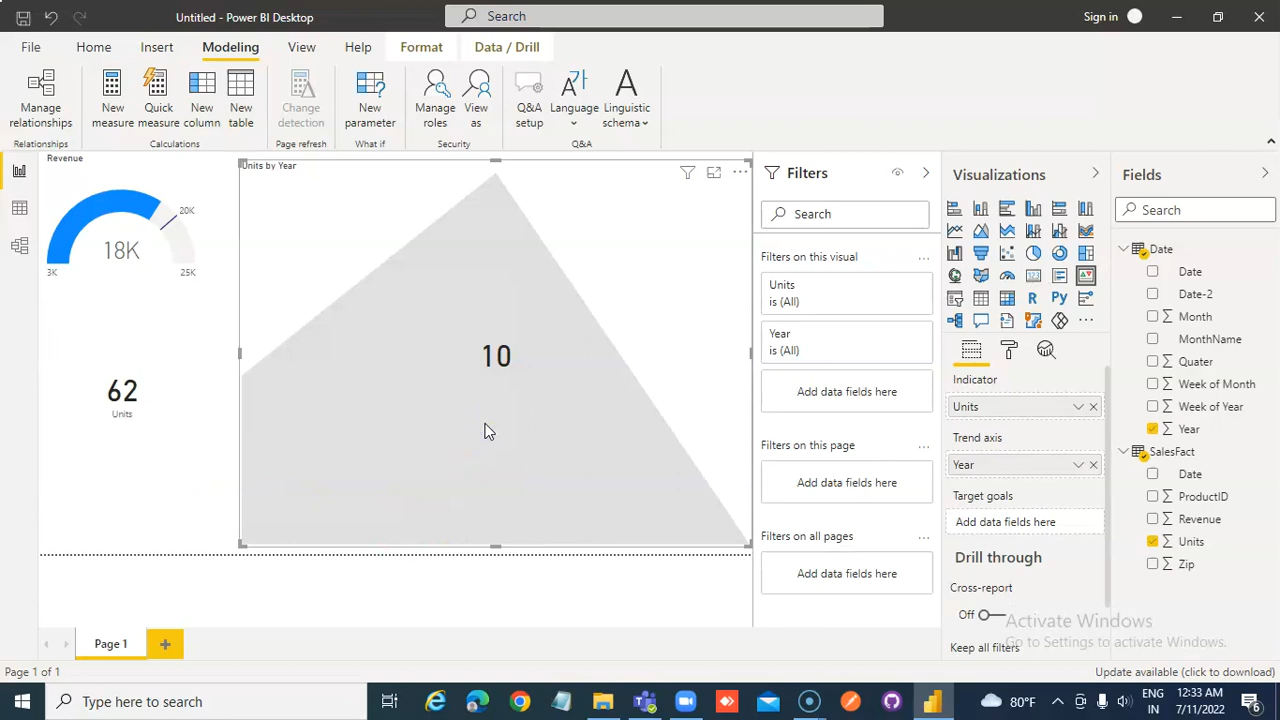 Untitled - Power BI Desktop
Search
Sign in
File
Home
Insert
Modeling
View
Help
Format
Data / Drill
Manage relationships
New measure
Quick measure
New column
New table
Change detection
New parameter
Manage roles
View as
Q&A setup
Language
Linguistic schema
Relationships
Calculations
Page refresh
What if
Security
Q&A
Revenue
20K
18K
3K
25K
62
Units
Units by Year
10
Filters
Search
Filters on this visual
...
Units
is (All)
Year
is (All)
Add data fields here
Filters on this page
...
Add data fields here
Filters on all pages
...
Add data fields here
Visualizations
Indicator
Units
Trend axis
Year
Target goals
Add data fields here
Drill through
Cross-report
Off
Keep all filters
Fields
Search
Date
Date
Date-2
Month
MonthName
Quater
Week of Month
Week of Year
Year
SalesFact
Date
ProductID
Revenue
Units
Zip
Activate Windows
Go to Settings to activate Windows.
Page 1
Page 1 of 1
Update available (click to download)
Type here to search
80°F
ENG
IN
12:33 AM
7/11/2022
6